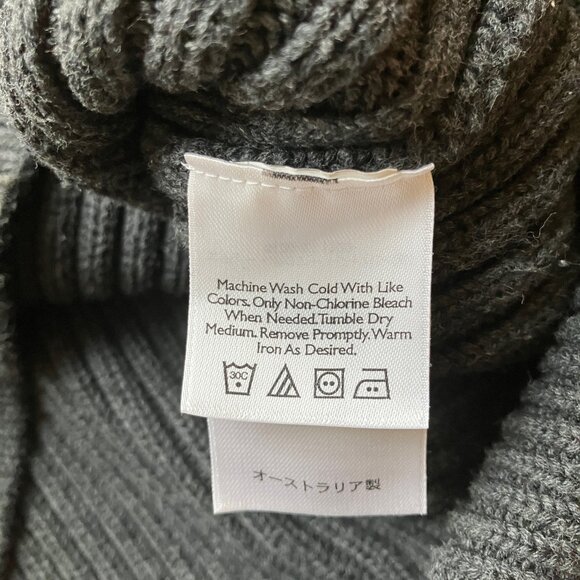 Machine Wash Cold With Like
Colors. Only Non-Chlorine Bleach
When Needed. Tumble Dry
Medium. Remove Promptly. Warm
Iron As Desired.
30C
オーストラリア製